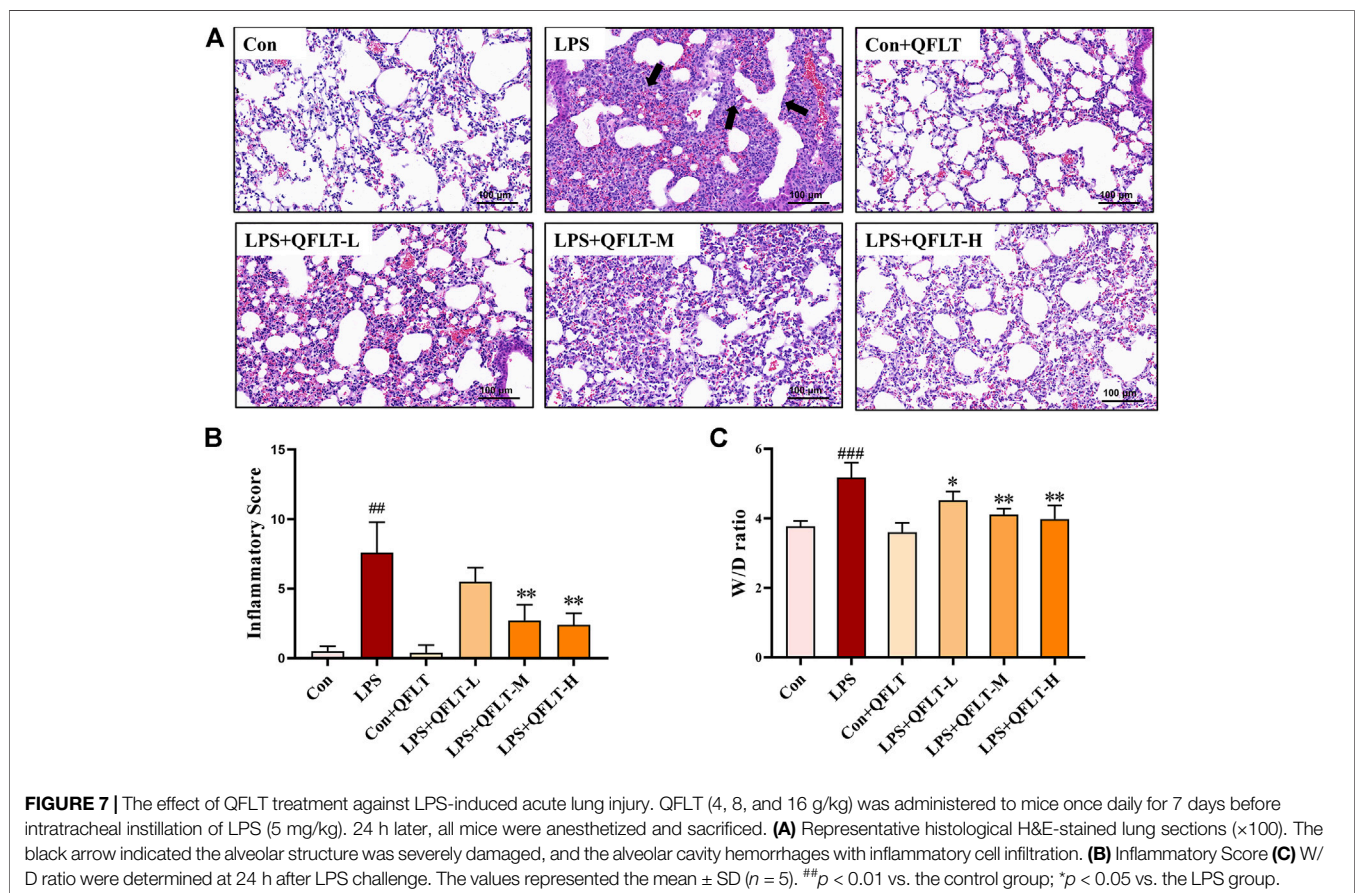 A
Con
LPS
Con+QFLT
100 µm
100 µm
100 µm
LPS+QFLT-L
LPS+QFLT-M
LPS+QFLT-H
100 µm
100 µm
100 µm
B
Inflammatory Score
15
10
5
0
##
**
**
Con
LPS
Con+QFLT
LPS+QFLT-L
LPS+QFLT-M
LPS+QFLT-H
C
W/D ratio
6
4
2
0
###
*
**
**
Con
LPS
Con+QFLT
LPS+QFLT-L
LPS+QFLT-M
LPS+QFLT-H
FIGURE 7 | The effect of QFLT treatment against LPS-induced acute lung injury. QFLT (4, 8, and 16 g/kg) was administered to mice once daily for 7 days before
intratracheal instillation of LPS (5 mg/kg). 24 h later, all mice were anesthetized and sacrificed. (A) Representative histological H&E-stained lung sections (×100). The
black arrow indicated the alveolar structure was severely damaged, and the alveolar cavity hemorrhages with inflammatory cell infiltration. (B) Inflammatory Score (C) W/
D ratio were determined at 24 h after LPS challenge. The values represented the mean ± SD (n = 5). ##p < 0.01 vs. the control group; *p < 0.05 vs. the LPS group.